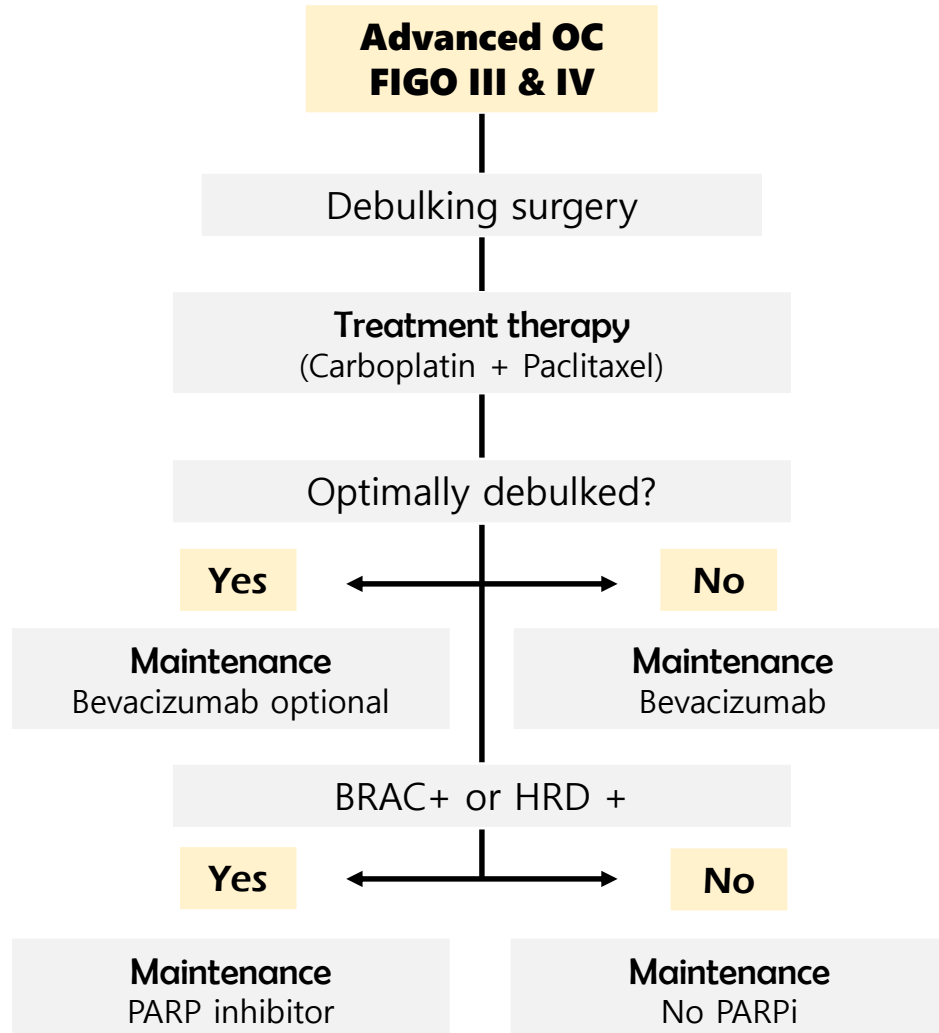 Advanced OC
FIGO III & IV
Debulking surgery
Treatment therapy
(Carboplatin + Paclitaxel)
Optimally debulked?
Yes
No
Maintenance
Bevacizumab optional
Maintenance
Bevacizumab
BRAC+ or HRD +
Yes
No
Maintenance
PARP inhibitor
Maintenance
No PARPi